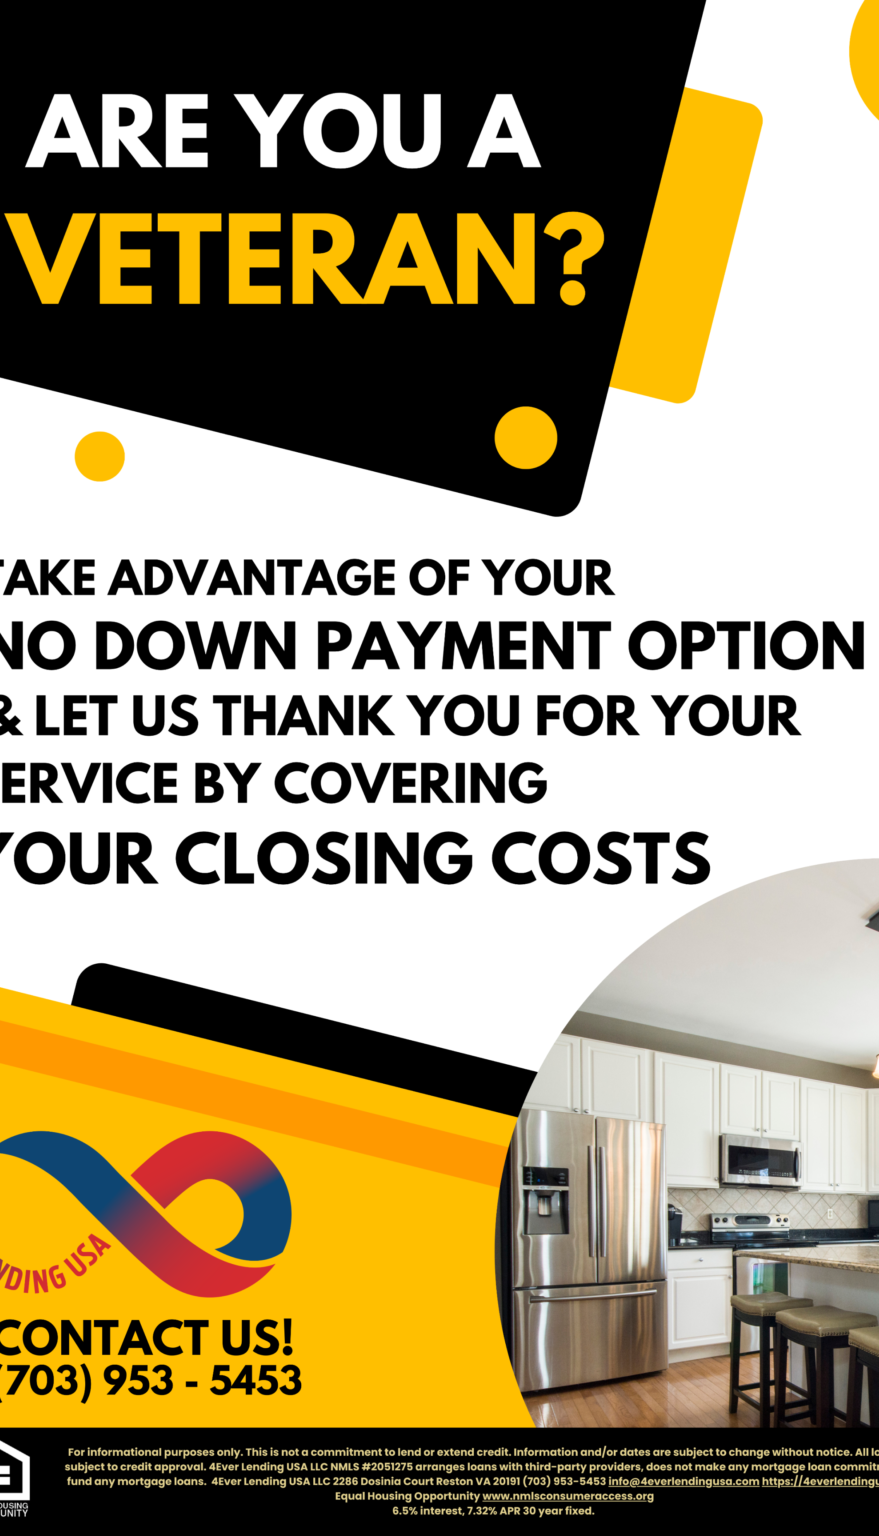 ARE YOU A
VETERAN?
TAKE ADVANTAGE OF YOUR
NO DOWN PAYMENT OPTION
& LET US THANK YOU FOR YOUR
ERVICE BY COVERING
YOUR CLOSING COSTS
NDING USA
CONTACT US!
(703) 953 - 5453
For informational purposes only. This is not a commitment to lend or extend credit. Information and/or dates are subject to change without notice. All lo
subject to credit approval. 4Ever Lending USA LLC NMLS #2051275 arranges loans with third-party providers, does not make any mortgage loan commitm
fund any mortgage loans. 4Ever Lending USA LLC 2286 Dosinia Court Reston VA 20191 (703) 953-5453 info@4everlendingusa.com https://4everlendingu
Equal Housing Opportunity www.nmlsconsumeraccess.org
6.5% interest, 7.32% APR 30 year fixed.
OUSING
UNITY